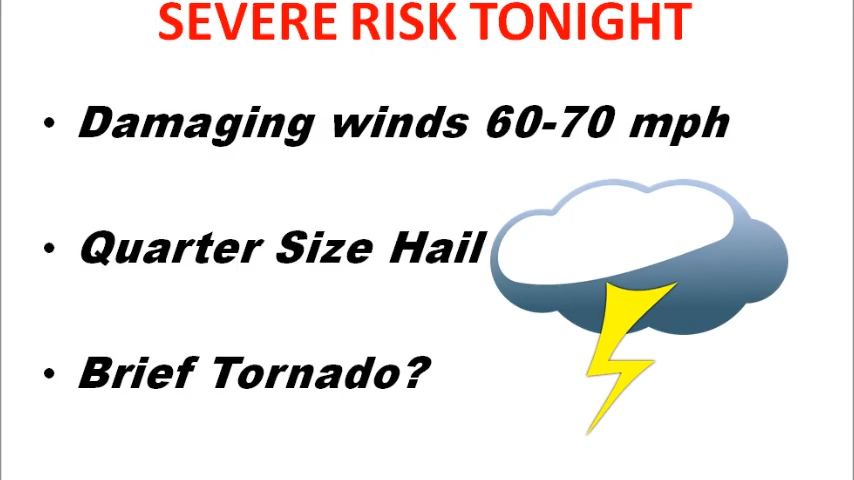 SEVERE RISK TONIGHT
• Damaging winds 60-70 mph
• Quarter Size Hail
• Brief Tornado?